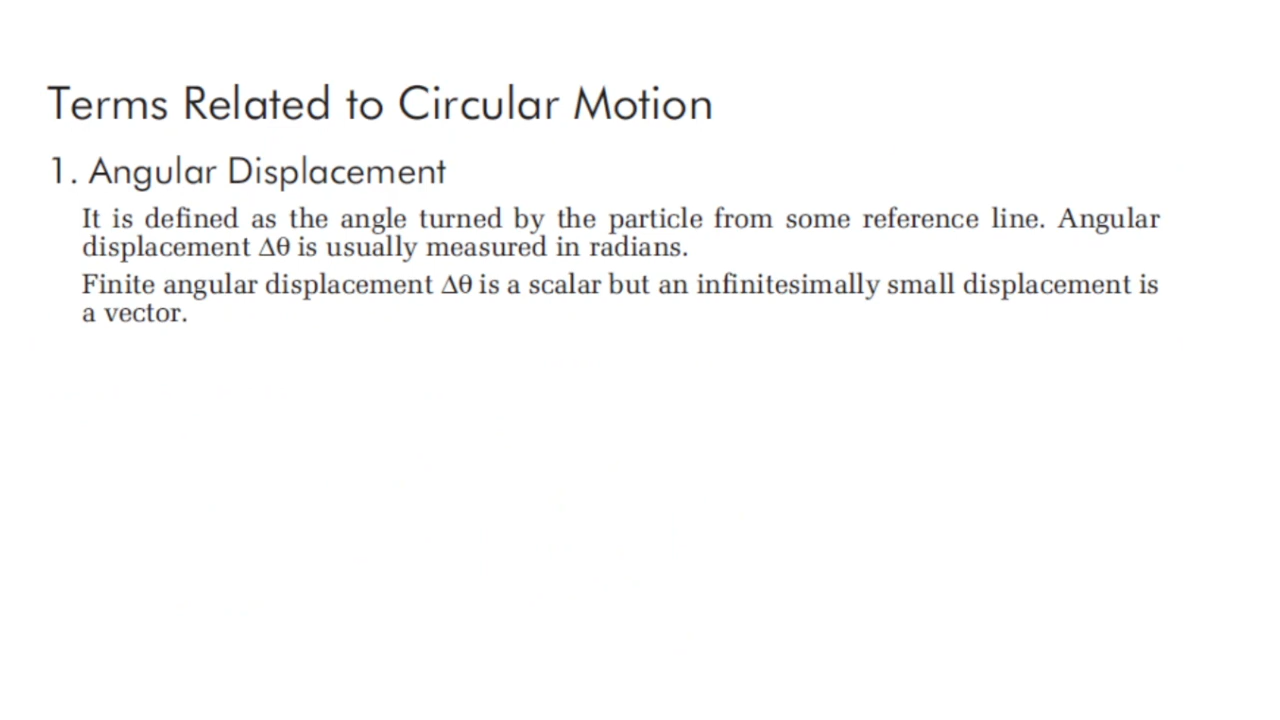 Terms Related to Circular Motion
1. Angular Displacement
It is defined as the angle turned by the particle from some reference line. Angular
displacement Δθ is usually measured in radians.
Finite angular displacement Δθ is a scalar but an infinitesimally small displacement is
a vector.